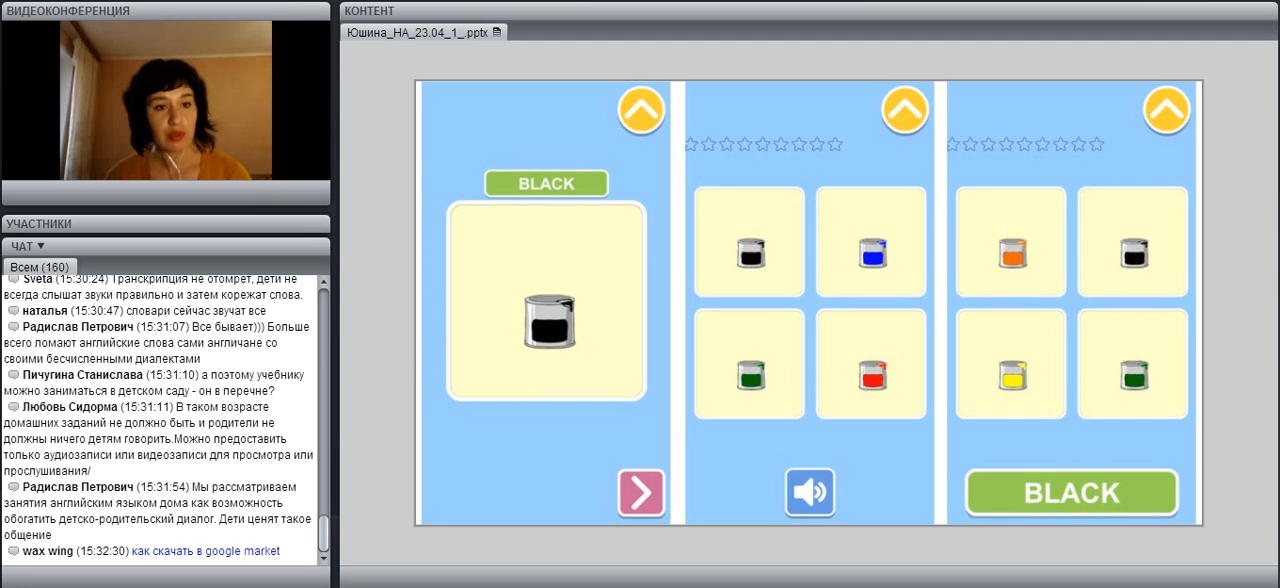 ВИДЕОКОНФЕРЕНЦИЯ
УЧАСТНИКИ
ЧАТ
Всем (160)
Sveta (15:30:24) Транскрипция не отомрет, дети не
всегда слышат звуки правильно и затем корежат слова.
наталья (15:30:47) словари сейчас звучат все
Радислав Петрович (15:31:07) Все бывает))) Больше
всего ломают английские слова сами англичане со
своими бесчисленными диалектами
Пичугина Станислава (15:31:10) а поэтому учебнику
можно заниматься в детском саду - он в перечне?
Любовь Сидорма (15:31:11) В таком возрасте
домашних заданий не должно быть и родители не
должны ничего детям говорить.Можно предоставить
только аудиозаписи или видеозаписи для просмотра или
прослушивания/
Радислав Петрович (15:31:54) Мы рассматриваем
занятия английским языком дома как возможность
обогатить детско-родительский диалог. Дети ценят такое
общение
wax wing (15:32:30) как скачать в google market
КОНТЕНТ
Юшина_НА_23.04_1_.pptx
BLACK
BLACK